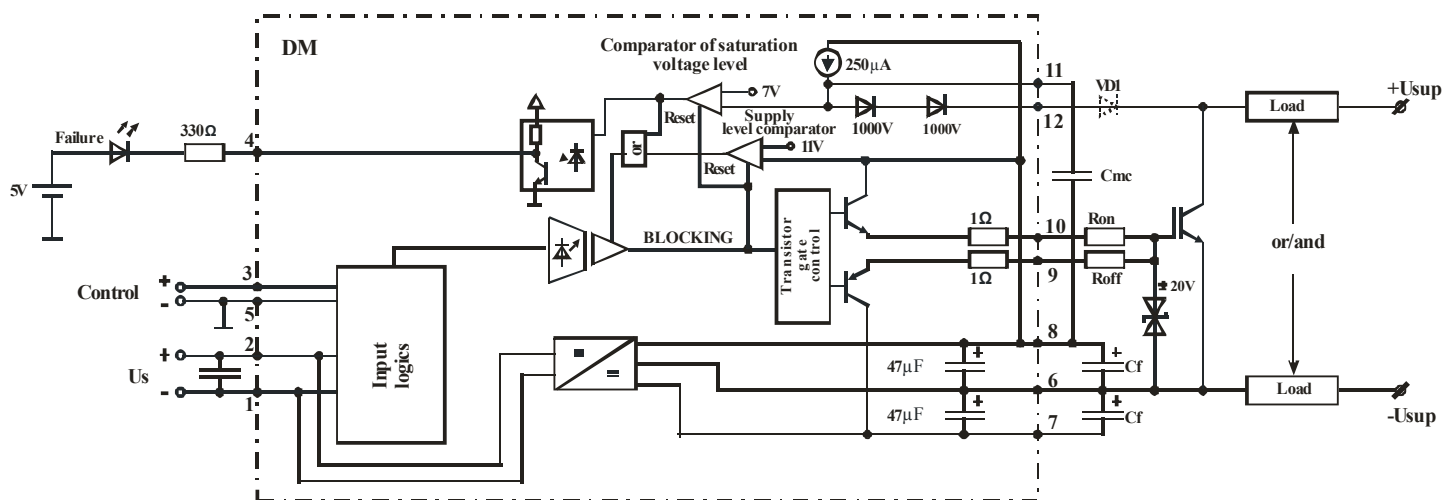 DM
Comparator of saturation
voltage level
250µA
11
VD1
+Usup
7V
Load
Failure
330Ω
4
Reset
Supply
level comparator
1000V
1000V
12
or
11V
Reset
Cmc
5V
1Ω
10
Ron
BLOCKING
Transistor
gate
control
or/and
3
Control
+
-
5
1Ω
9
Roff
± 20V
2
+
Us
-
1
Input
logics
8
47µF
+
+
Cf
6
Load
47µF
+
+
Cf
7
-Usup